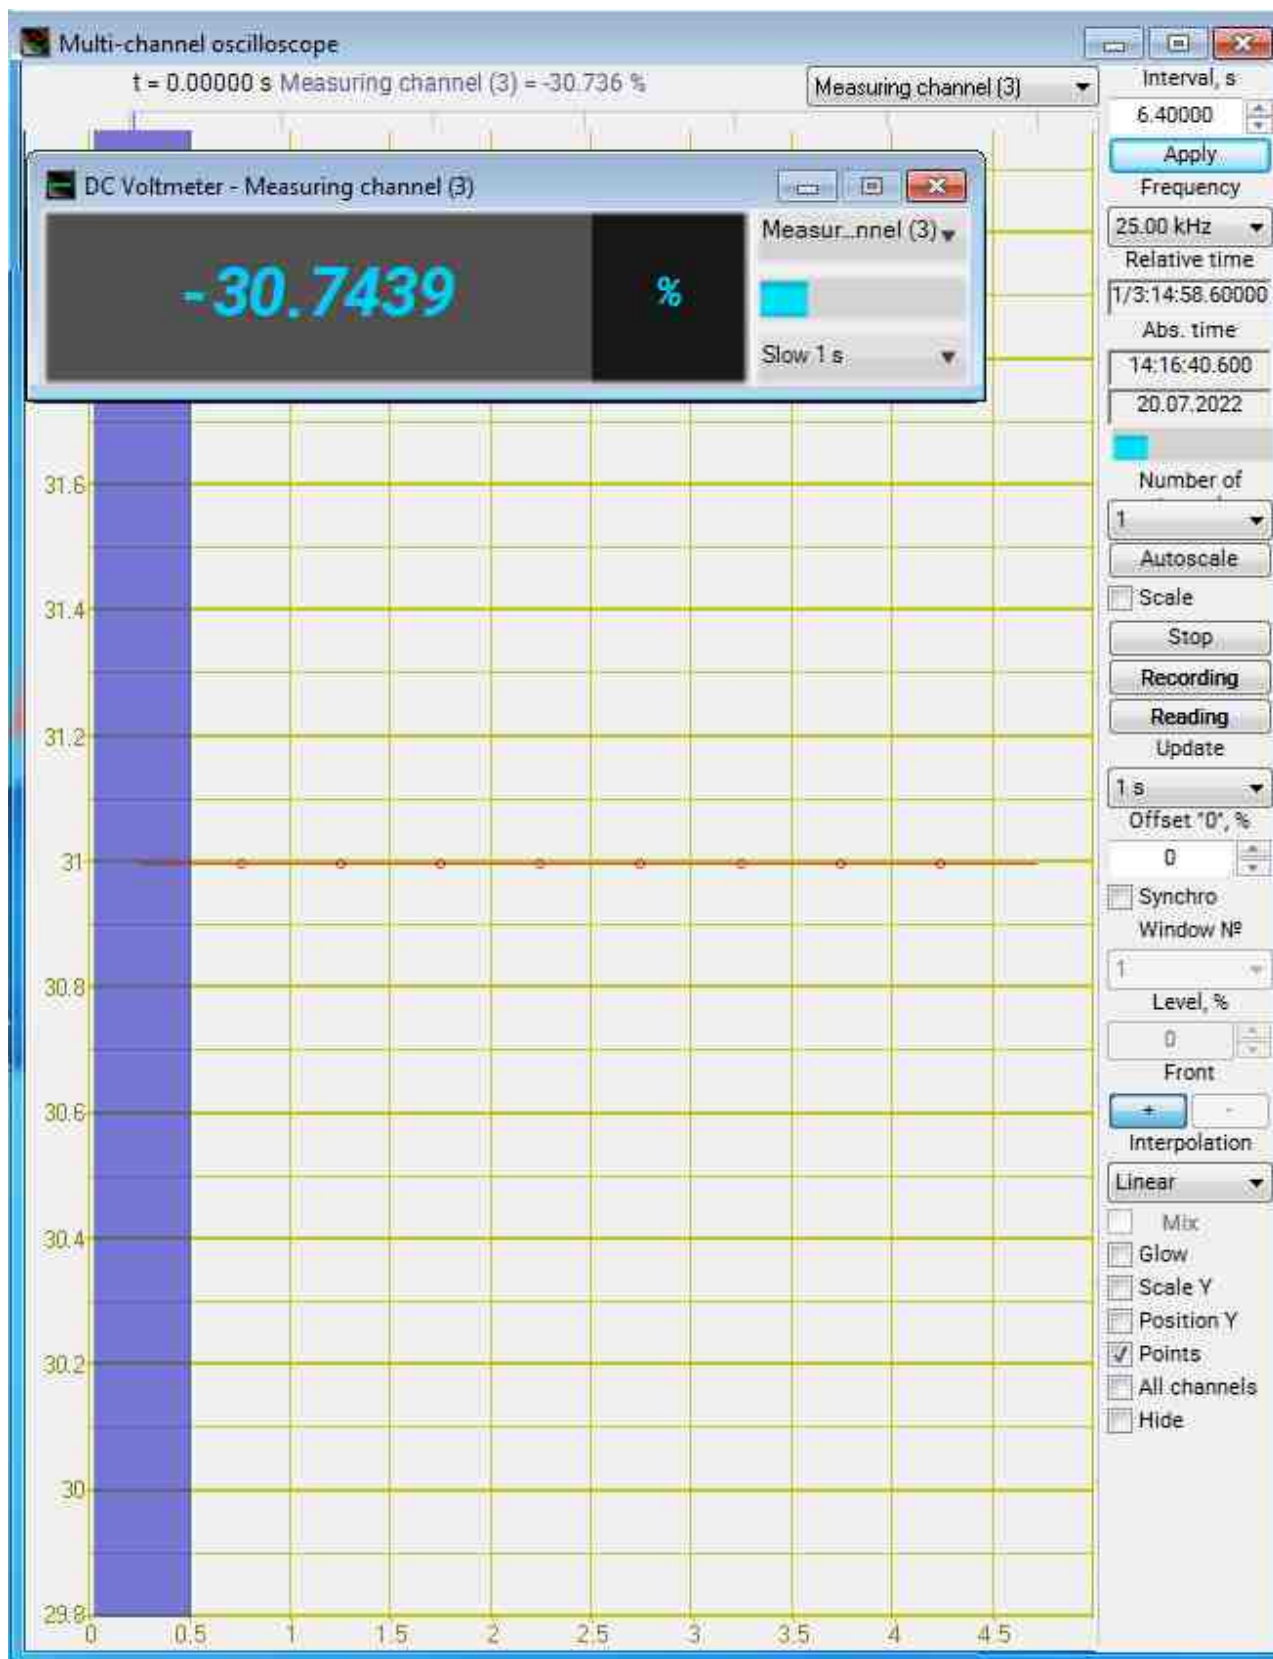 Multi-channel oscilloscope
t = 0.00000 s Measuring channel (3) = -30.736 %
Measuring channel (3)
DC Voltmeter - Measuring channel (3)
-30.7439 %
Measur...nnel (3)
Slow 1 s
31.6
31.4
31.2
31
30.8
30.6
30.4
30.2
30
29.8
0 0.5 1 1.5 2 2.5 3 3.5 4 4.5
Interval, s
6.40000
Apply
Frequency
25.00 kHz
Relative time
1/3:14:58.60000
Abs. time
14:16:40.600
20.07.2022
Number of
1
Autoscale
Scale
Stop
Recording
Reading
Update
1 s
Offset "0", %
0
Synchro
Window №
1
Level, %
0
Front
+ -
Interpolation
Linear
Mix
Glow
Scale Y
Position Y
Points
All channels
Hide